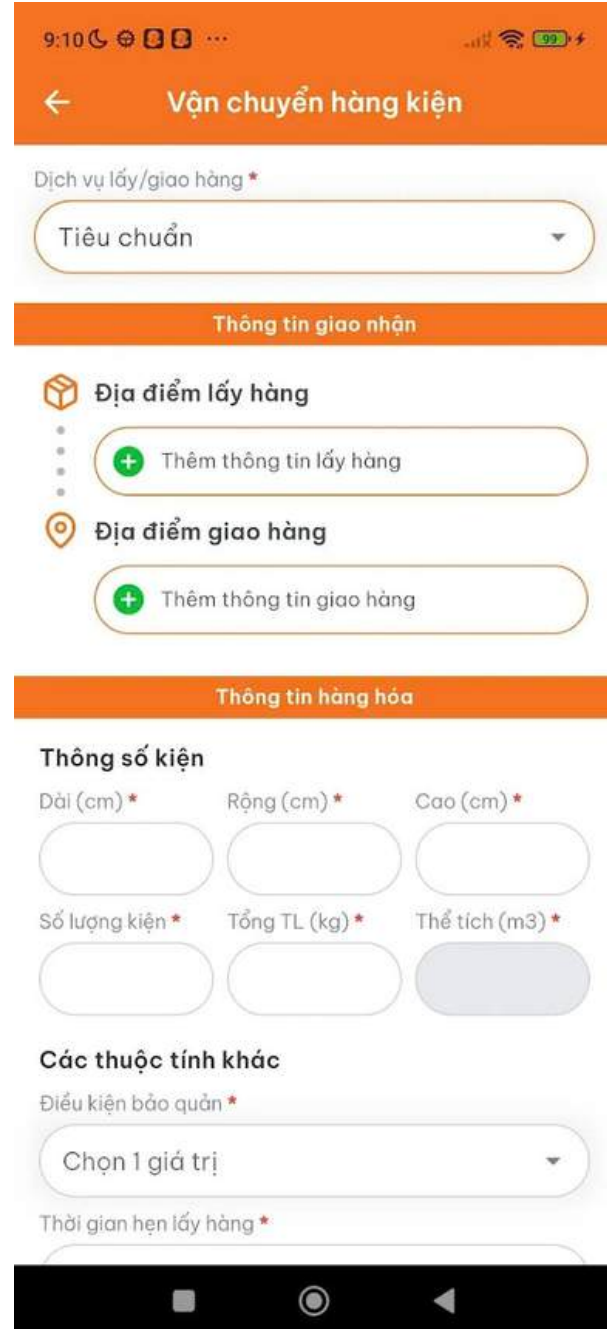 9:10
99
Vận chuyển hàng kiện
Dịch vụ lấy/giao hàng *
Tiêu chuẩn
Thông tin giao nhận
Địa điểm lấy hàng
Thêm thông tin lấy hàng
Địa điểm giao hàng
Thêm thông tin giao hàng
Thông tin hàng hóa
Thông số kiện
Dài (cm) * Rộng (cm) * Cao (cm) *
Số lượng kiện * Tổng TL (kg) * Thể tích (m3) *
Các thuộc tính khác
Điều kiện bảo quản *
Chọn 1 giá trị
Thời gian hẹn lấy hàng *